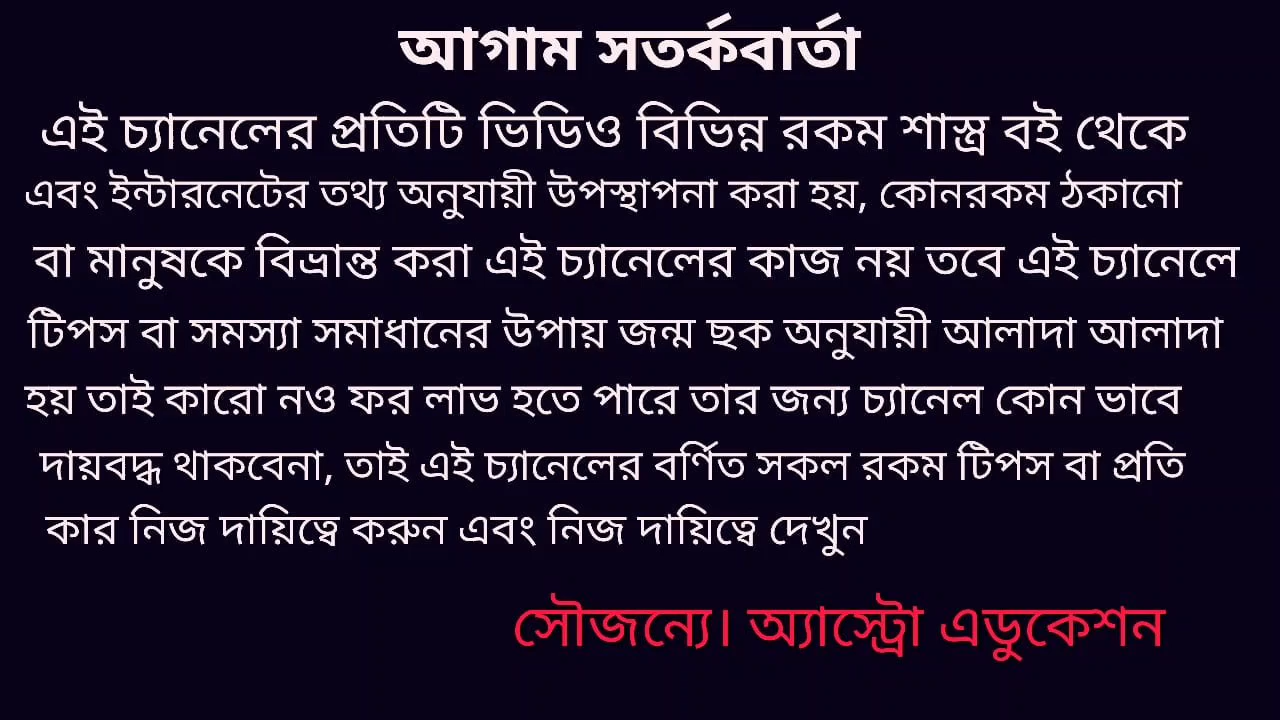 আগাম সতর্কবার্তা
এই চ্যানেলের প্রতিটি ভিডিও বিভিন্ন রকম শাস্ত্র বই থেকে
এবং ইন্টারনেটের তথ্য অনুযায়ী উপস্থাপনা করা হয়, কোনরকম ঠকানো
বা মানুষকে বিভ্রান্ত করা এই চ্যানেলের কাজ নয় তবে এই চ্যানেলে
টিপস বা সমস্যা সমাধানের উপায় জন্ম ছক অনুযায়ী আলাদা আলাদা
হয় তাই কারো নও ফর লাভ হতে পারে তার জন্য চ্যানেল কোন ভাবে
দায়বদ্ধ থাকবেনা, তাই এই চ্যানেলের বর্ণিত সকল রকম টিপস বা প্রতি
কার নিজ দায়িত্বে করুন এবং নিজ দায়িত্বে দেখুন
সৌজন্যে। অ্যাস্ট্রো এডুকেশন